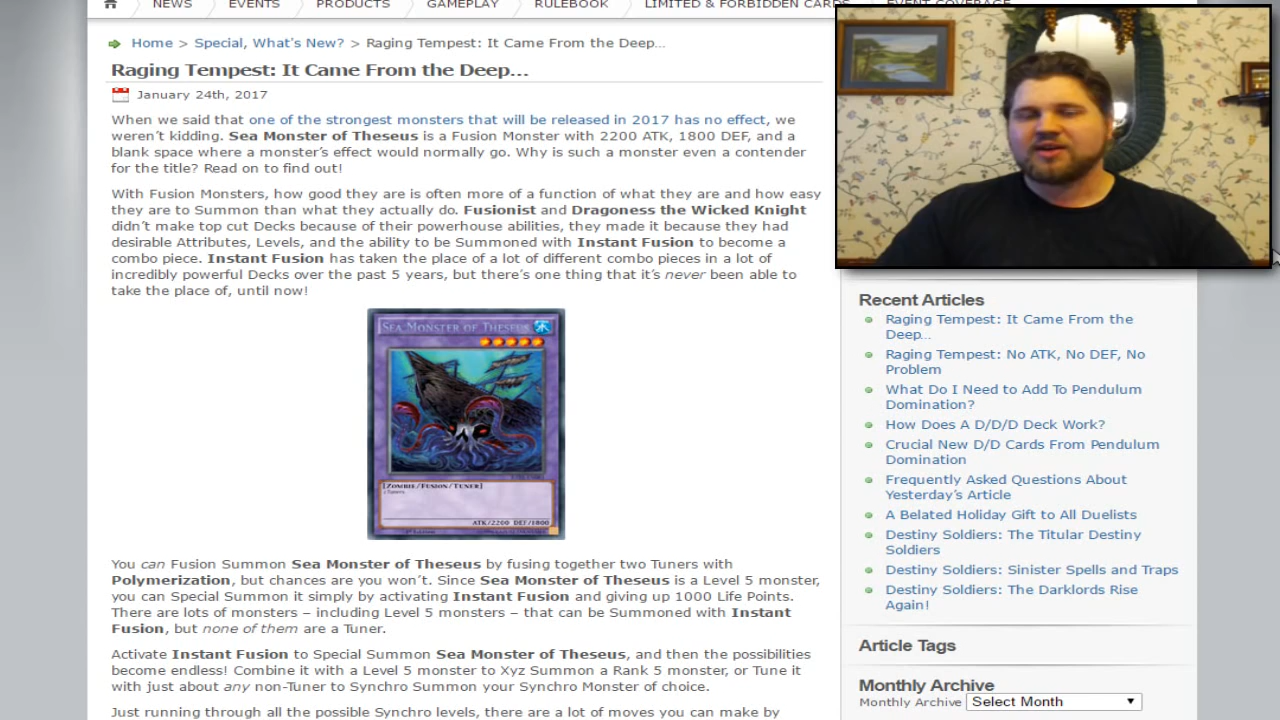 NEWS
EVENTS
PRODUCTS
GAMEPLAY
RULEBOOK
LIMITED & FORBIDDEN CARDS
EVENT COVERAGE
Home > Special, What's New? > Raging Tempest: It Came From the Deep…
Raging Tempest: It Came From the Deep…
January 24th, 2017
When we said that one of the strongest monsters that will be released in 2017 has no effect, we
weren't kidding. Sea Monster of Theseus is a Fusion Monster with 2200 ATK, 1800 DEF, and a
blank space where a monster's effect would normally go. Why is such a monster even a contender
for the title? Read on to find out!
With Fusion Monsters, how good they are is often more of a function of what they are and how easy
they are to Summon than what they actually do. Fusionist and Dragoness the Wicked Knight
didn't make top cut Decks because of their powerhouse abilities, they made it because they had
desirable Attributes, Levels, and the ability to be Summoned with Instant Fusion to become a
combo piece. Instant Fusion has taken the place of a lot of different combo pieces in a lot of
incredibly powerful Decks over the past 5 years, but there's one thing that it's never been able to
take the place of, until now!
SEA MONSTER OF THESEUS
[ZOMBIE/FUSION/TUNER]
2 Tuners
ATK/2200 DEF/1800
You can Fusion Summon Sea Monster of Theseus by fusing together two Tuners with
Polymerization, but chances are you won't. Since Sea Monster of Theseus is a Level 5 monster,
you can Special Summon it simply by activating Instant Fusion and giving up 1000 Life Points.
There are lots of monsters – including Level 5 monsters – that can be Summoned with Instant
Fusion, but none of them are a Tuner.
Activate Instant Fusion to Special Summon Sea Monster of Theseus, and then the possibilities
become endless! Combine it with a Level 5 monster to Xyz Summon a Rank 5 monster, or Tune it
with just about any non-Tuner to Synchro Summon your Synchro Monster of choice.
Just running through all the possible Synchro levels, there are a lot of moves you can make by
Recent Articles
Raging Tempest: It Came From the
Deep…
Raging Tempest: No ATK, No DEF, No
Problem
What Do I Need to Add To Pendulum
Domination?
How Does A D/D/D Deck Work?
Crucial New D/D Cards From Pendulum
Domination
Frequently Asked Questions About
Yesterday's Article
A Belated Holiday Gift to All Duelists
Destiny Soldiers: The Titular Destiny
Soldiers
Destiny Soldiers: Sinister Spells and Traps
Destiny Soldiers: The Darklords Rise
Again!
Article Tags
Monthly Archive
Monthly Archive Select Month